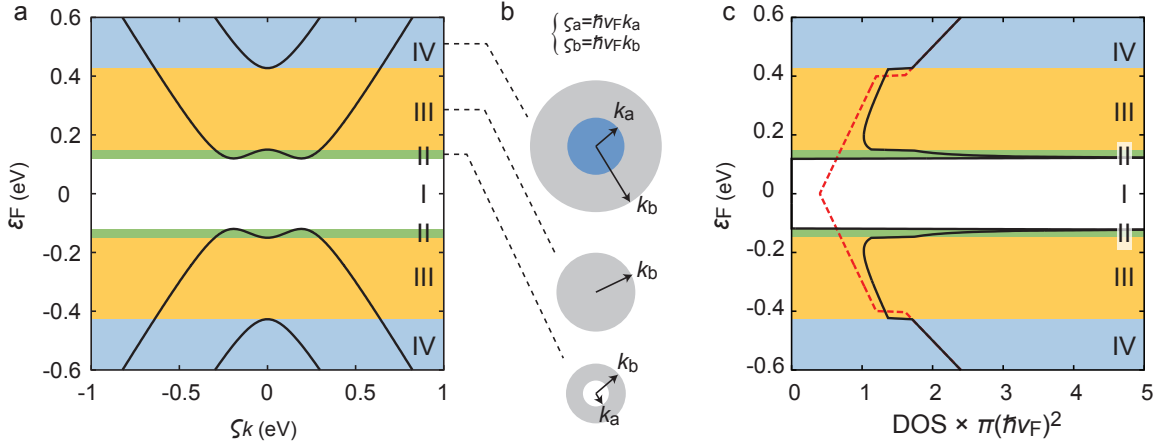 a
0.6
0.4
0.2
0
-0.2
-0.4
-0.6
εF (eV)
IV
III
II
I
II
III
IV
-1
-0.5
0
0.5
1
ςk (eV)
b
ςa=ħvFka
ςb=ħvFkb
ka
kb
kb
kb
ka
c
0.6
0.4
0.2
0
-0.2
-0.4
-0.6
εF (eV)
IV
III
II
I
II
III
IV
0
1
2
3
4
5
DOS × π(ħvF)²